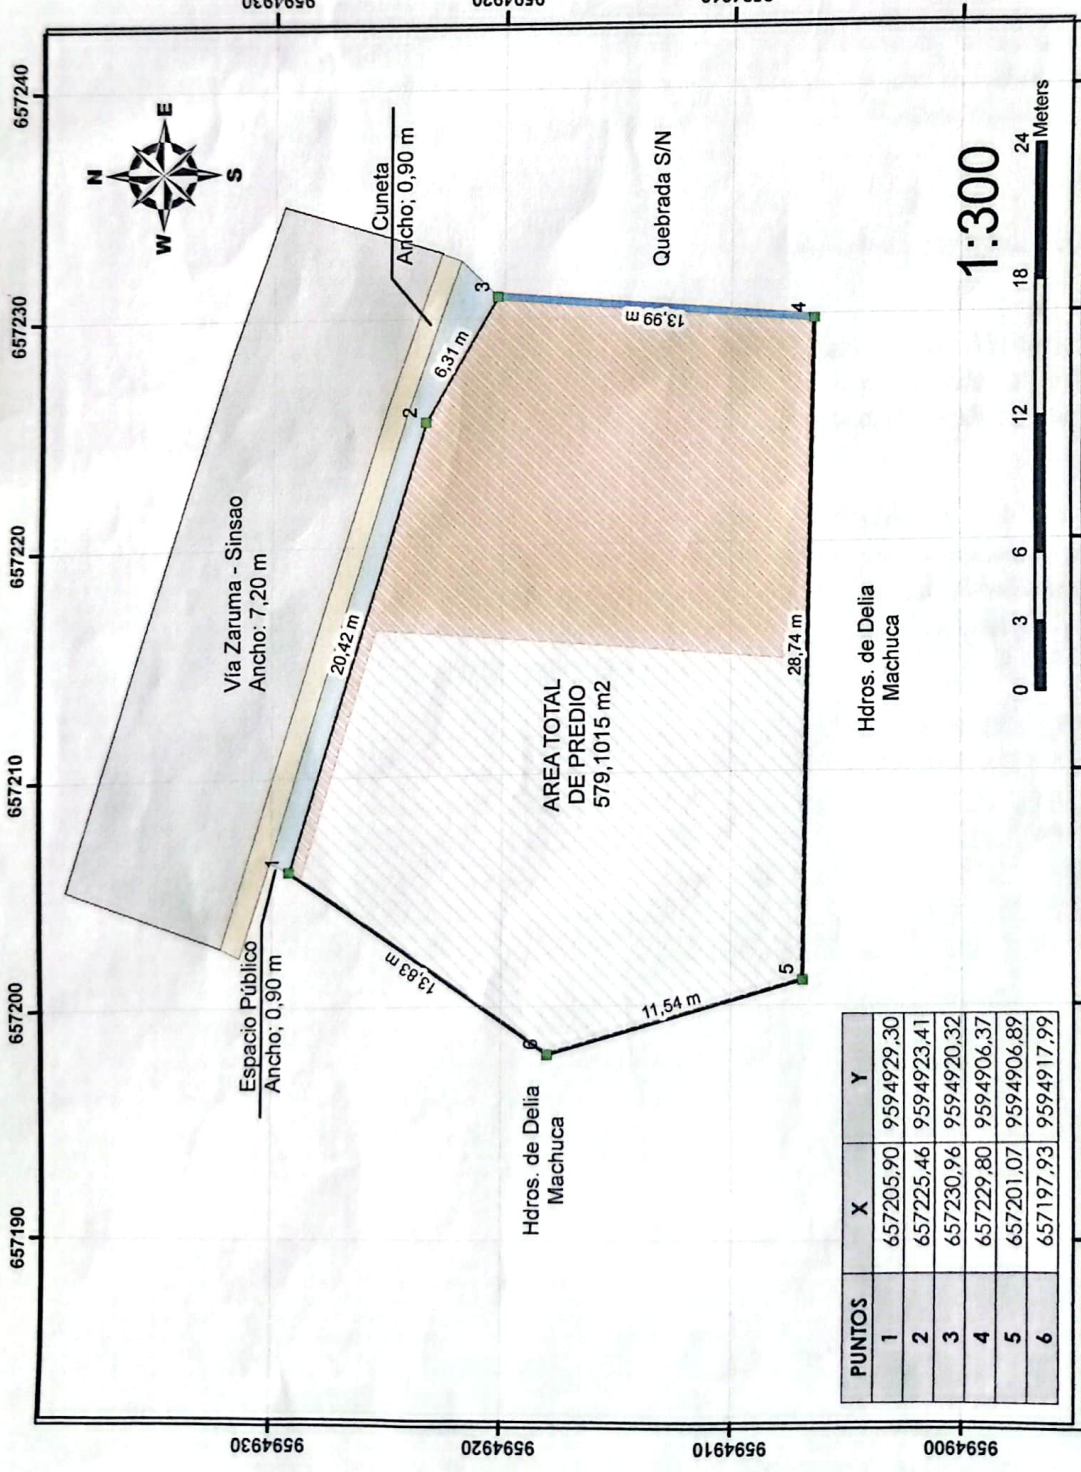 657190
657200
657210
657220
657230
657240
9594930
9594920
9594910
9594900
9594930
9594920
N
W
E
S
Vía Zaruma - Sinsao
Ancho: 7,20 m
Cuneta
Ancho; 0,90 m
Espacio Público
Ancho; 0,90 m
1
20,42 m
2
6,31 m
3
13,99 m
4
28,74 m
5
11,54 m
6
13,83 m
AREA TOTAL
DE PREDIO
579,1015 m2
Quebrada S/N
Hdros. de Delia
Machuca
Hdros. de Delia
Machuca
PUNTOS X Y
1 657205,90 9594929,30
2 657225,46 9594923,41
3 657230,96 9594920,32
4 657229,80 9594906,37
5 657201,07 9594906,89
6 657197,93 9594917,99
1:300
0 3 6 12 18 24
Meters